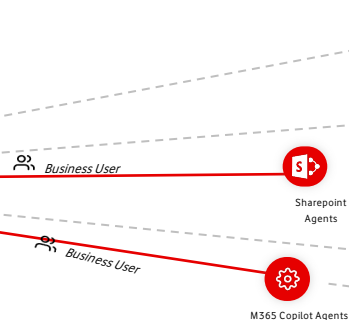 Business User
Sharepoint
Agents
Business User
M365 Copilot Agents